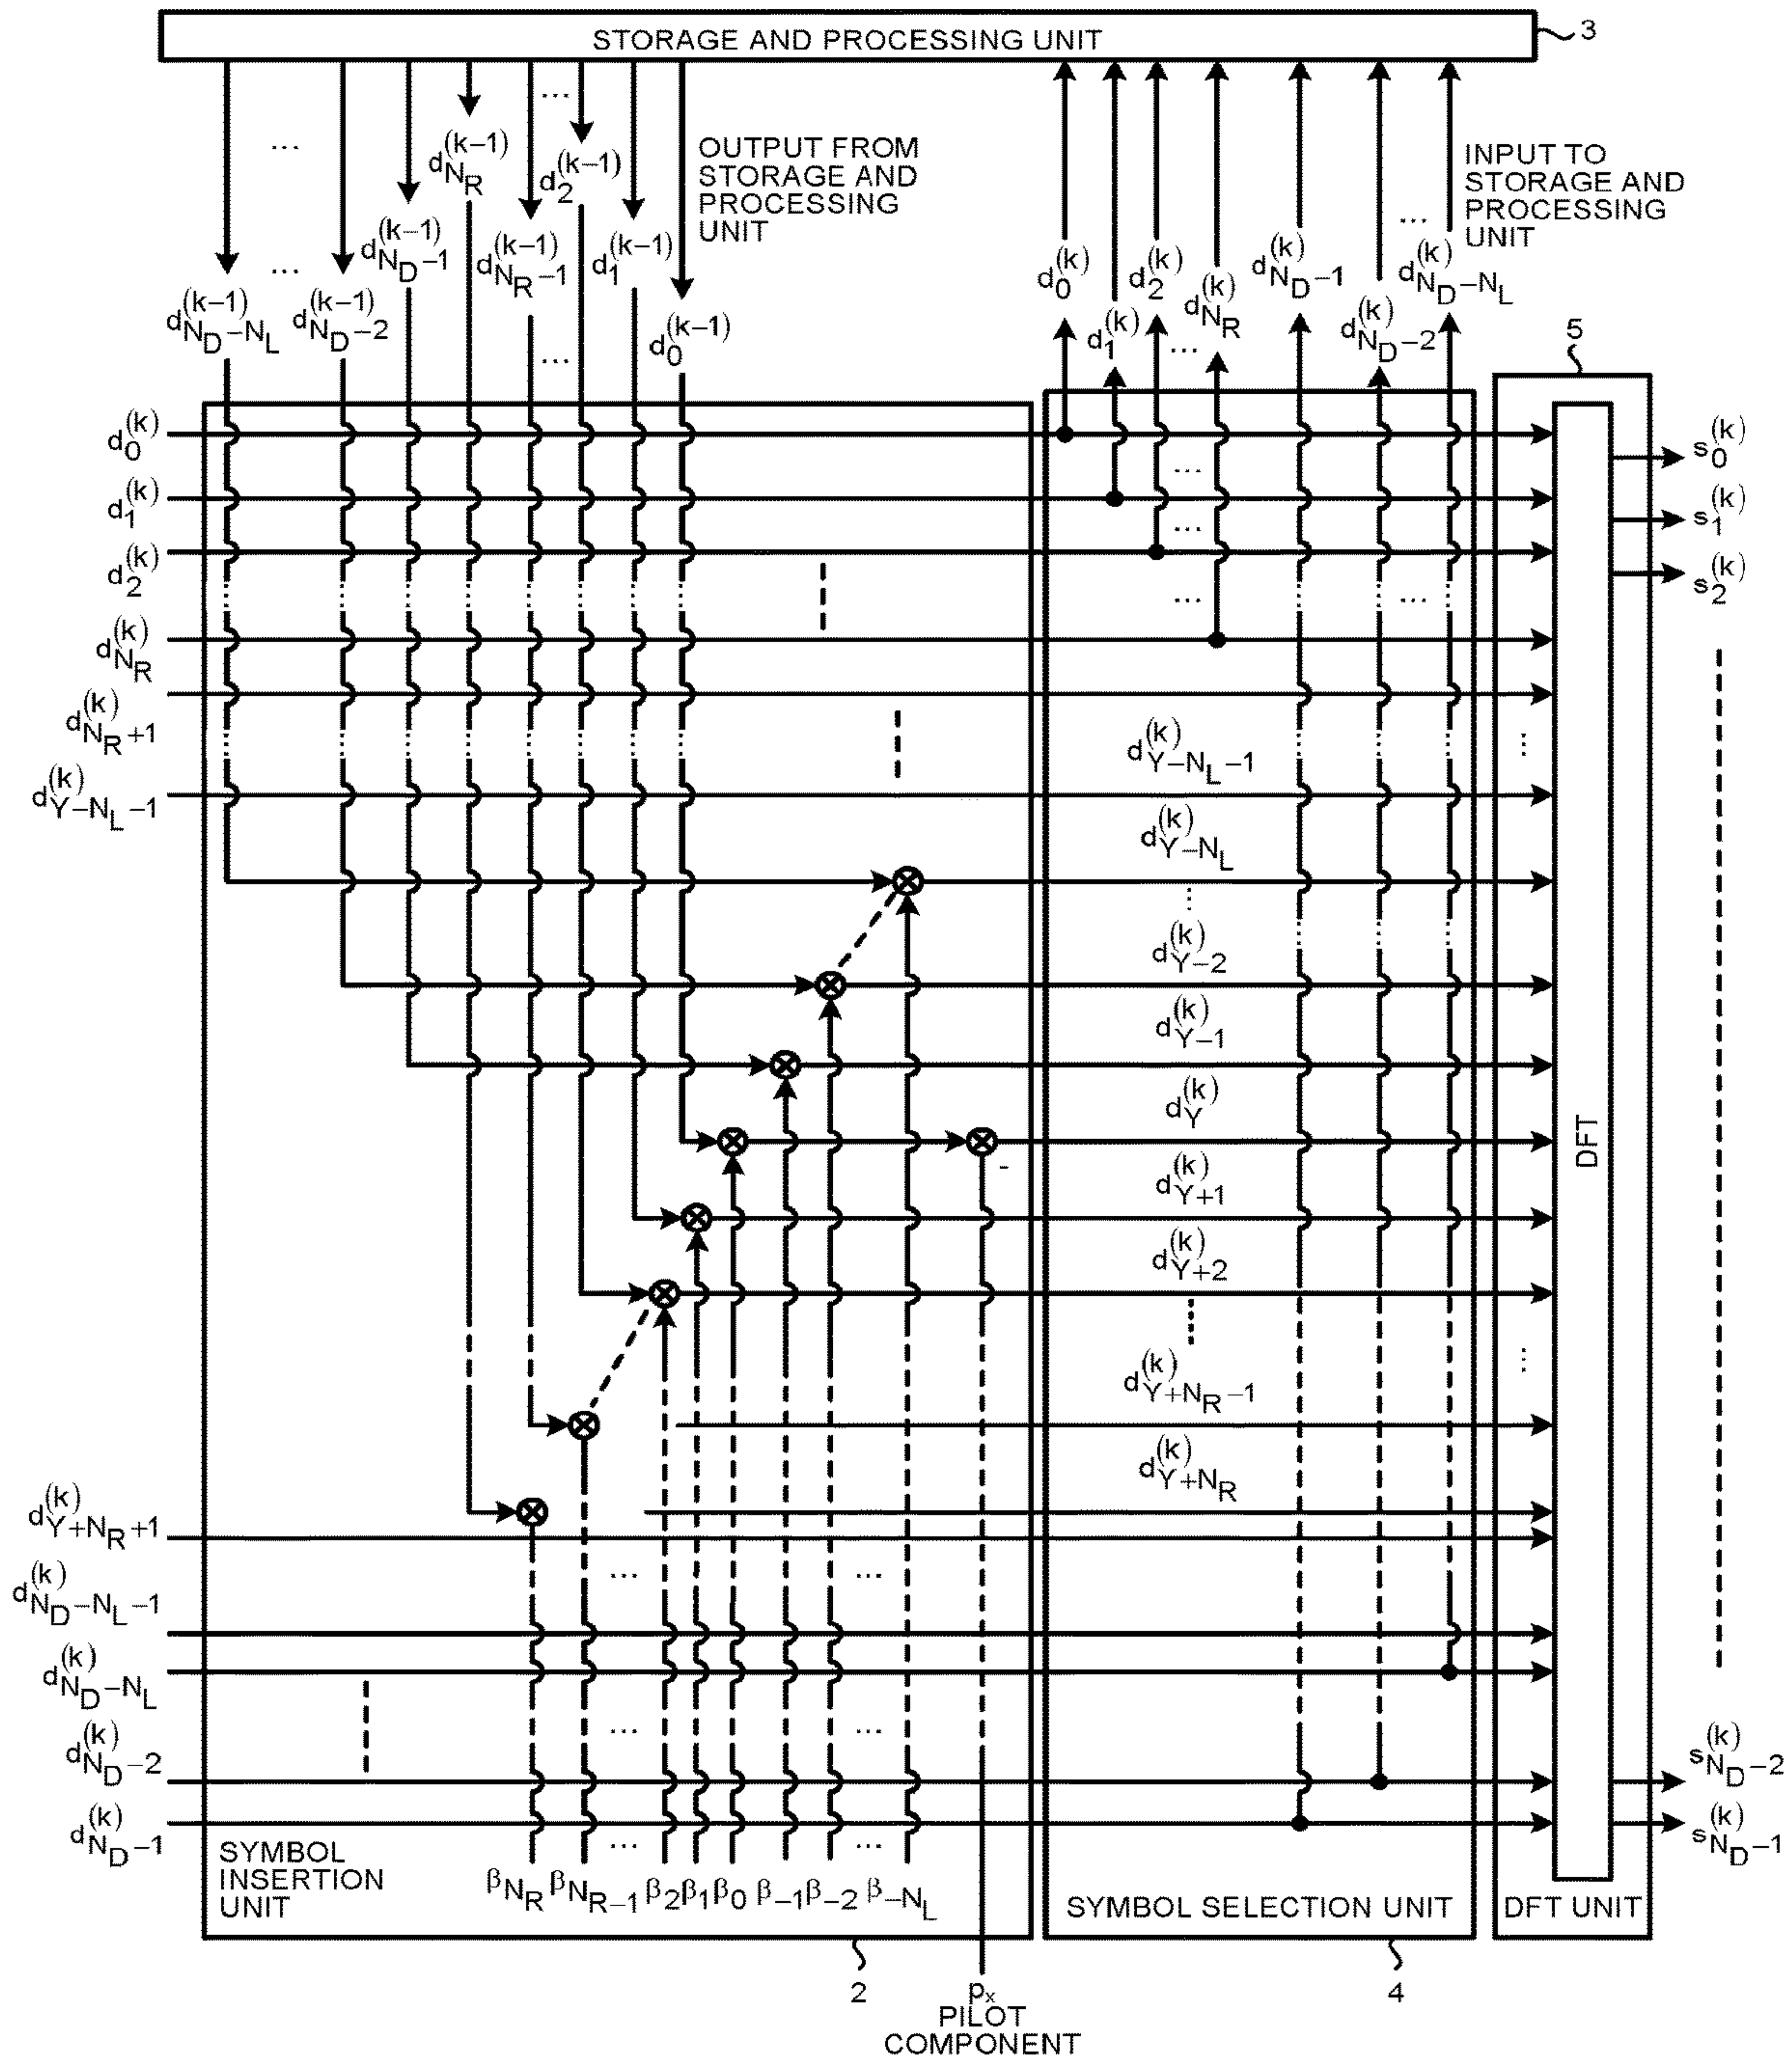 STORAGE AND PROCESSING UNIT
3
...
...
d_{N_D-N_L}^{(k-1)}
...
d_{N_D-2}^{(k-1)}
d_{N_D-1}^{(k-1)}
d_{N_R}^{(k-1)}
d_{N_R-1}^{(k-1)}
...
d_2^{(k-1)}
d_1^{(k-1)}
d_0^{(k-1)}
OUTPUT FROM
STORAGE AND
PROCESSING
UNIT
d_0^{(k)}
d_1^{(k)}
d_2^{(k)}
...
d_{N_R}^{(k)}
d_{N_D-1}^{(k)}
d_{N_D-2}^{(k)}
...
d_{N_D-N_L}^{(k)}
INPUT TO
STORAGE AND
PROCESSING
UNIT
5
d_0^{(k)}
d_1^{(k)}
d_2^{(k)}
d_{N_R}^{(k)}
d_{N_R+1}^{(k)}
d_{Y-N_L-1}^{(k)}
d_{Y+N_R+1}^{(k)}
d_{N_D-N_L-1}^{(k)}
d_{N_D-N_L}^{(k)}
d_{N_D-2}^{(k)}
d_{N_D-1}^{(k)}
d_{Y-N_L-1}^{(k)}
d_{Y-N_L}^{(k)}
d_{Y-2}^{(k)}
d_{Y-1}^{(k)}
d_Y^{(k)}
-
d_{Y+1}^{(k)}
d_{Y+2}^{(k)}
d_{Y+N_R-1}^{(k)}
d_{Y+N_R}^{(k)}
DFT
s_0^{(k)}
s_1^{(k)}
s_2^{(k)}
s_{N_D-2}^{(k)}
s_{N_D-1}^{(k)}
SYMBOL
INSERTION
UNIT
β_{N_R} β_{N_R-1} β_2 β_1 β_0 β_{-1} β_{-2} β_{-N_L}
SYMBOL SELECTION UNIT
DFT UNIT
2
4
p_x
PILOT
COMPONENT